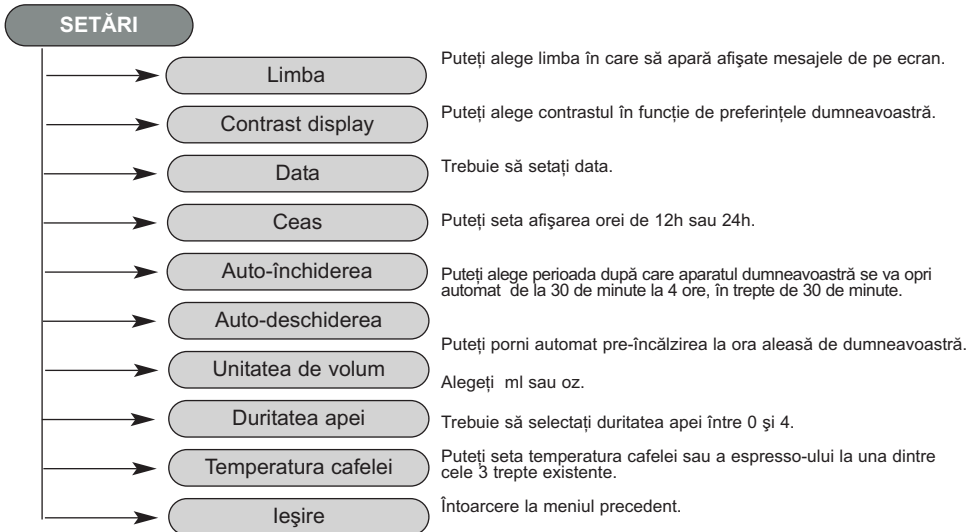 SETĂRI
Limba
Puteți alege limba în care să apară afişate mesajele de pe ecran.
Contrast display
Puteți alege contrastul în funcție de preferințele dumneavoastră.
Data
Trebuie să setați data.
Ceas
Puteți seta afişarea orei de 12h sau 24h.
Auto-închiderea
Puteți alege perioada după care aparatul dumneavoastră se va opri
automat de la 30 de minute la 4 ore, în trepte de 30 de minute.
Auto-deschiderea
Puteți porni automat pre-încălzirea la ora aleasă de dumneavoastră.
Unitatea de volum
Alegeți ml sau oz.
Duritatea apei
Trebuie să selectați duritatea apei între 0 şi 4.
Temperatura cafelei
Puteți seta temperatura cafelei sau a espresso-ului la una dintre
cele 3 trepte existente.
Ieşire
Întoarcere la meniul precedent.